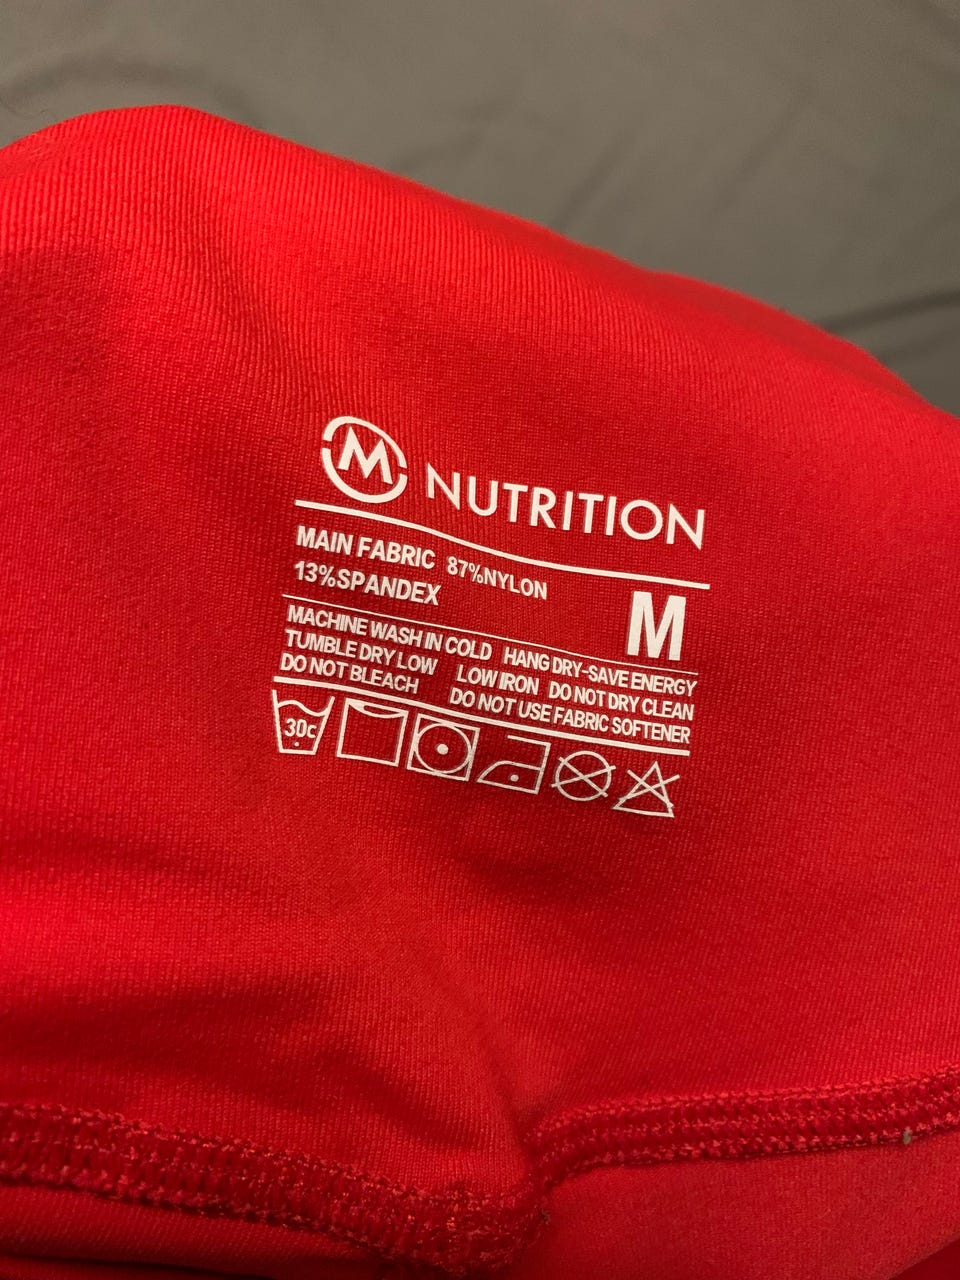 M NUTRITION
MAIN FABRIC 87%NYLON
13%SPANDEX
M
MACHINE WASH IN COLD HANG DRY-SAVE ENERGY
TUMBLE DRY LOW LOW IRON DO NOT DRY CLEAN
DO NOT BLEACH DO NOT USE FABRIC SOFTENER
30c